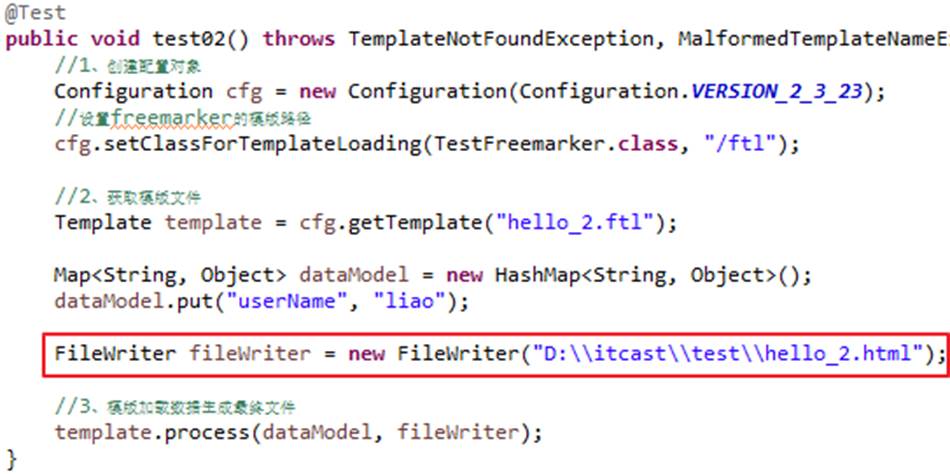 @Test
public void test02() throws TemplateNotFoundException, MalformedTemplateNameE
//1、创建配置对象
Configuration cfg = new Configuration(Configuration.VERSION_2_3_23);
//设置freemarker的模版路径
cfg.setClassForTemplateLoading(TestFreemarker.class, "/ftl");
//2、获取模版文件
Template template = cfg.getTemplate("hello_2.ftl");
Map<String, Object> dataModel = new HashMap<String, Object>();
dataModel.put("userName", "liao");
FileWriter fileWriter = new FileWriter("D:\\itcast\\test\\hello_2.html");
//3、模版加载数据生成最终文件
template.process(dataModel, fileWriter);
}